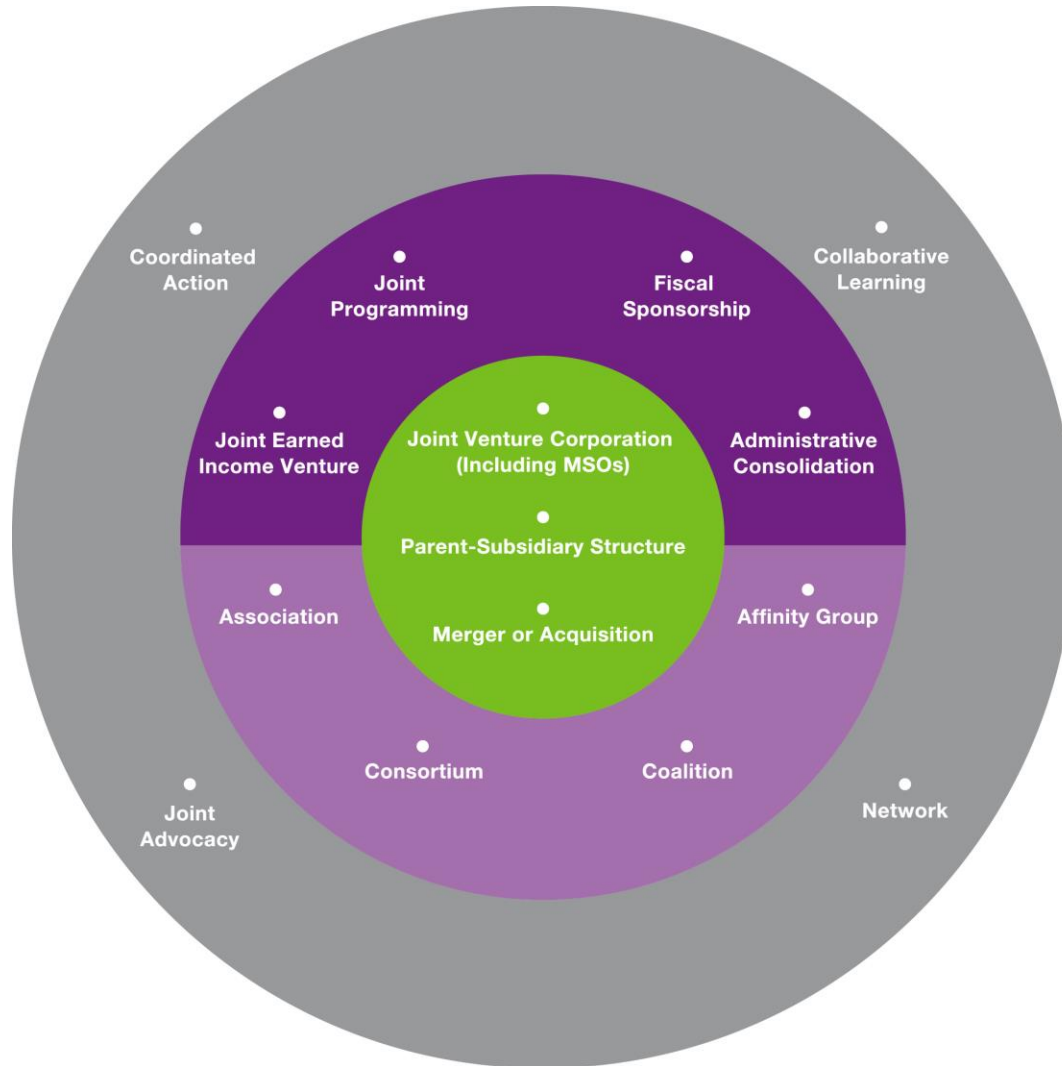 Coordinated
Action
Joint
Programming
Fiscal
Sponsorship
Collaborative
Learning
Joint Earned
Income Venture
Joint Venture Corporation
(Including MSOs)
Administrative
Consolidation
Parent-Subsidiary Structure
Association
Merger or Acquisition
Affinity Group
Consortium
Coalition
Joint
Advocacy
Network